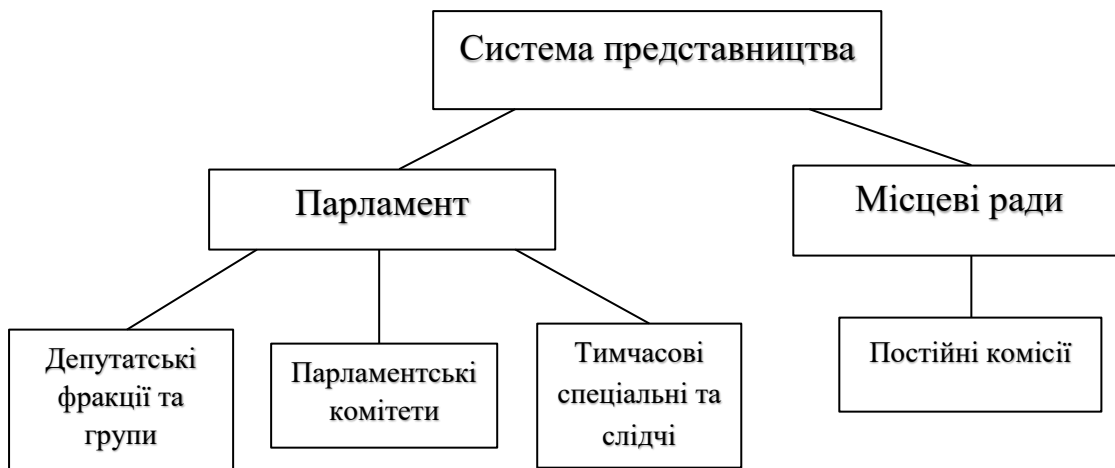 Система представництва
Парламент
Місцеві ради
Депутатські
фракції та
групи
Парламентські
комітети
Тимчасові
спеціальні та
слідчі
Постійні комісії